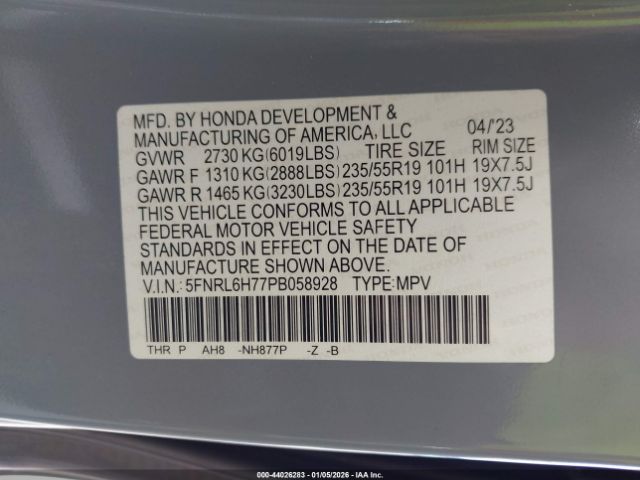 MFD. BY HONDA DEVELOPMENT &
MANUFACTURING OF AMERICA, LLC 04/'23
GVWR 2730 KG(6019LBS) TIRE SIZE RIM SIZE
GAWR F 1310 KG(2888LBS) 235/55R19 101H 19X7.5J
GAWR R 1465 KG(3230LBS) 235/55R19 101H 19X7.5J
THIS VEHICLE CONFORMS TO ALL APPLICABLE
FEDERAL MOTOR VEHICLE SAFETY
STANDARDS IN EFFECT ON THE DATE OF
MANUFACTURE SHOWN ABOVE.
V.I.N.: 5FNRL6H77PB058928 TYPE:MPV
THR P AH8 -NH877P -Z -B
000-44026283 - 01/05/2026 - IAA Inc.